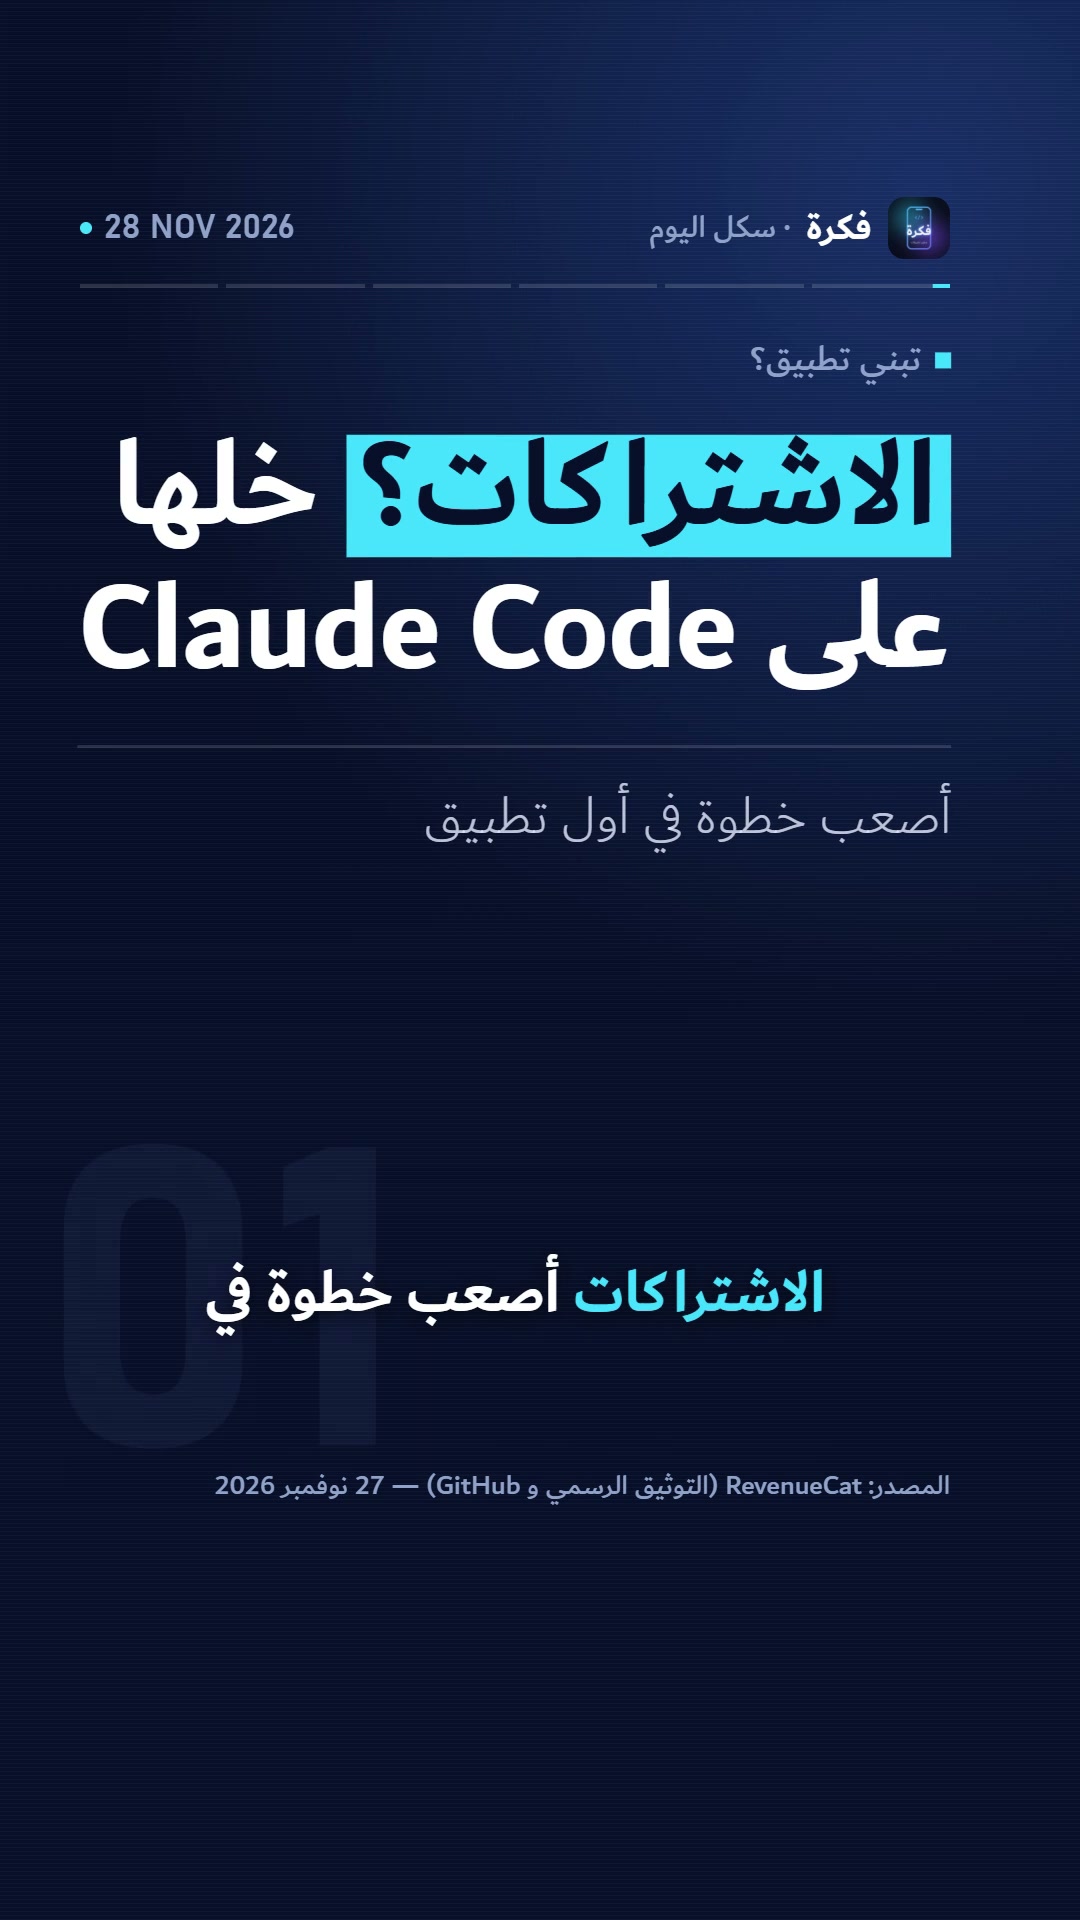 فكرة · سكل اليوم
28 NOV 2026
تبني تطبيق؟
الاشتراكات؟ خلها
على Claude Code
أصعب خطوة في أول تطبيق
01
الاشتراكات أصعب خطوة في
المصدر: RevenueCat (التوثيق الرسمي و GitHub) — 27 نوفمبر 2026